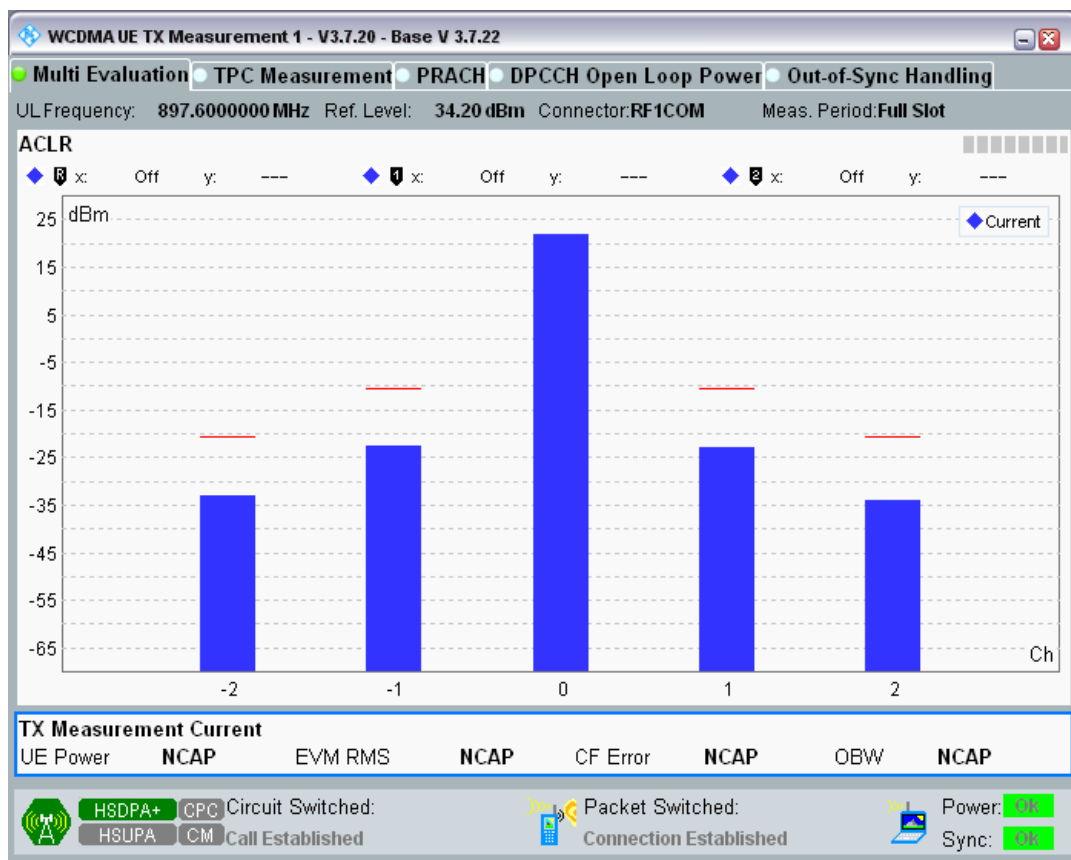 WCDMA UE TX Measurement 1 - V3.7.20 - Base V 3.7.22
Multi Evaluation TPC Measurement PRACH DPCCH Open Loop Power Out-of-Sync Handling
UL Frequency: 897.6000000 MHz Ref. Level: 34.20 dBm Connector: RF1COM Meas. Period: Full Slot
ACLR
R x: Off y: --- 1 x: Off y: --- 2 x: Off y: ---
dBm
Current
25
15
5
-5
-15
-25
-35
-45
-55
-65
Ch
-2 -1 0 1 2
TX Measurement Current
UE Power NCAP EVM RMS NCAP CF Error NCAP OBW NCAP
HSDPA+ CPC Circuit Switched: Packet Switched: Power: OK
HSUPA CM Call Established Connection Established Sync: OK